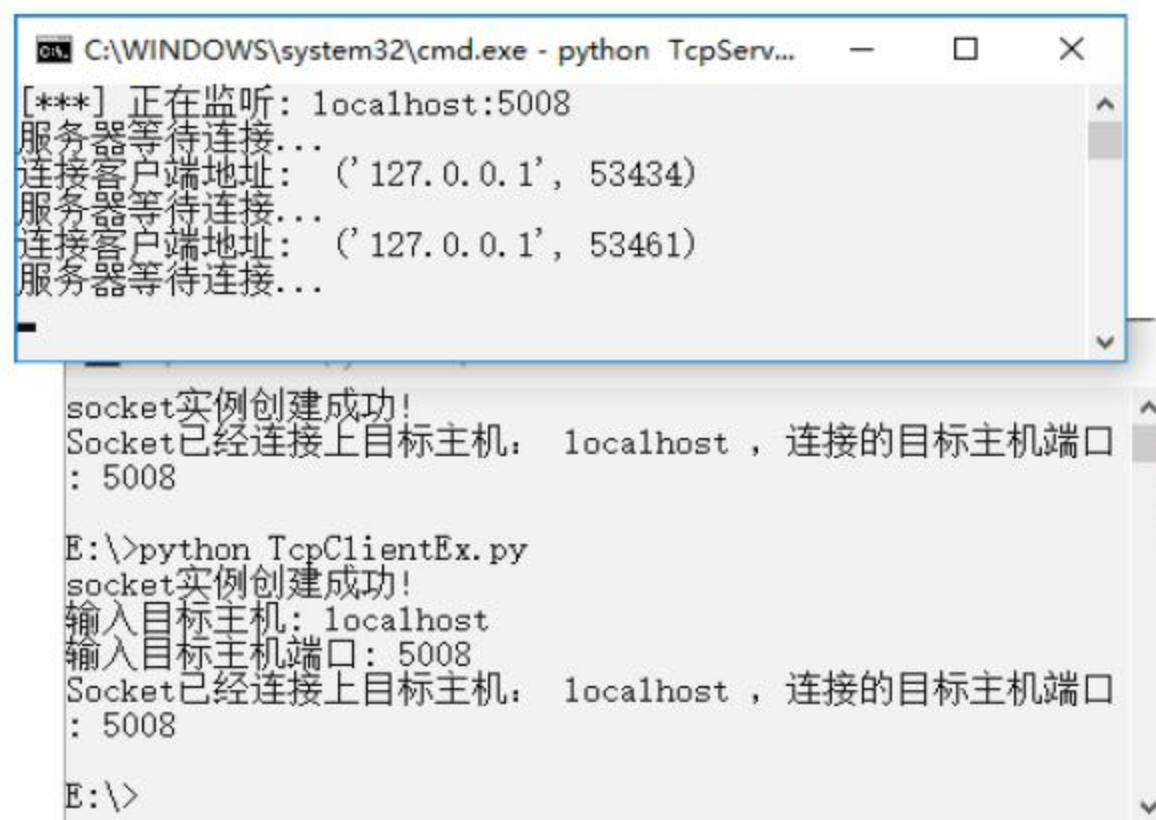 C:\WINDOWS\system32\cmd.exe - python  TcpServ...
[***] 正在监听: localhost:5008
服务器等待连接...
连接客户端地址:  ('127.0.0.1', 53434)
服务器等待连接...
连接客户端地址:  ('127.0.0.1', 53461)
服务器等待连接...
socket实例创建成功!
Socket已经连接上目标主机:  localhost , 连接的目标主机端口
: 5008
E:\>python TcpClientEx.py
socket实例创建成功!
输入目标主机: localhost
输入目标主机端口: 5008
Socket已经连接上目标主机:  localhost , 连接的目标主机端口
: 5008
E:\>